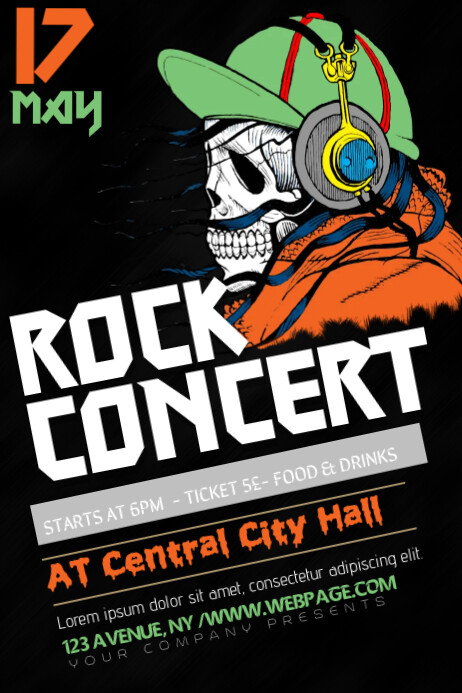 17
MAY
ROCK
CONCERT
STARTS AT 6PM - TICKET 5£- FOOD & DRINKS
AT Central City Hall
Lorem ipsum dolor sit amet, consectetur adipiscing elit.
123 AVENUE, NY /WWW.WEBPAGE.COM
YOUR COMPANY PRESENTS